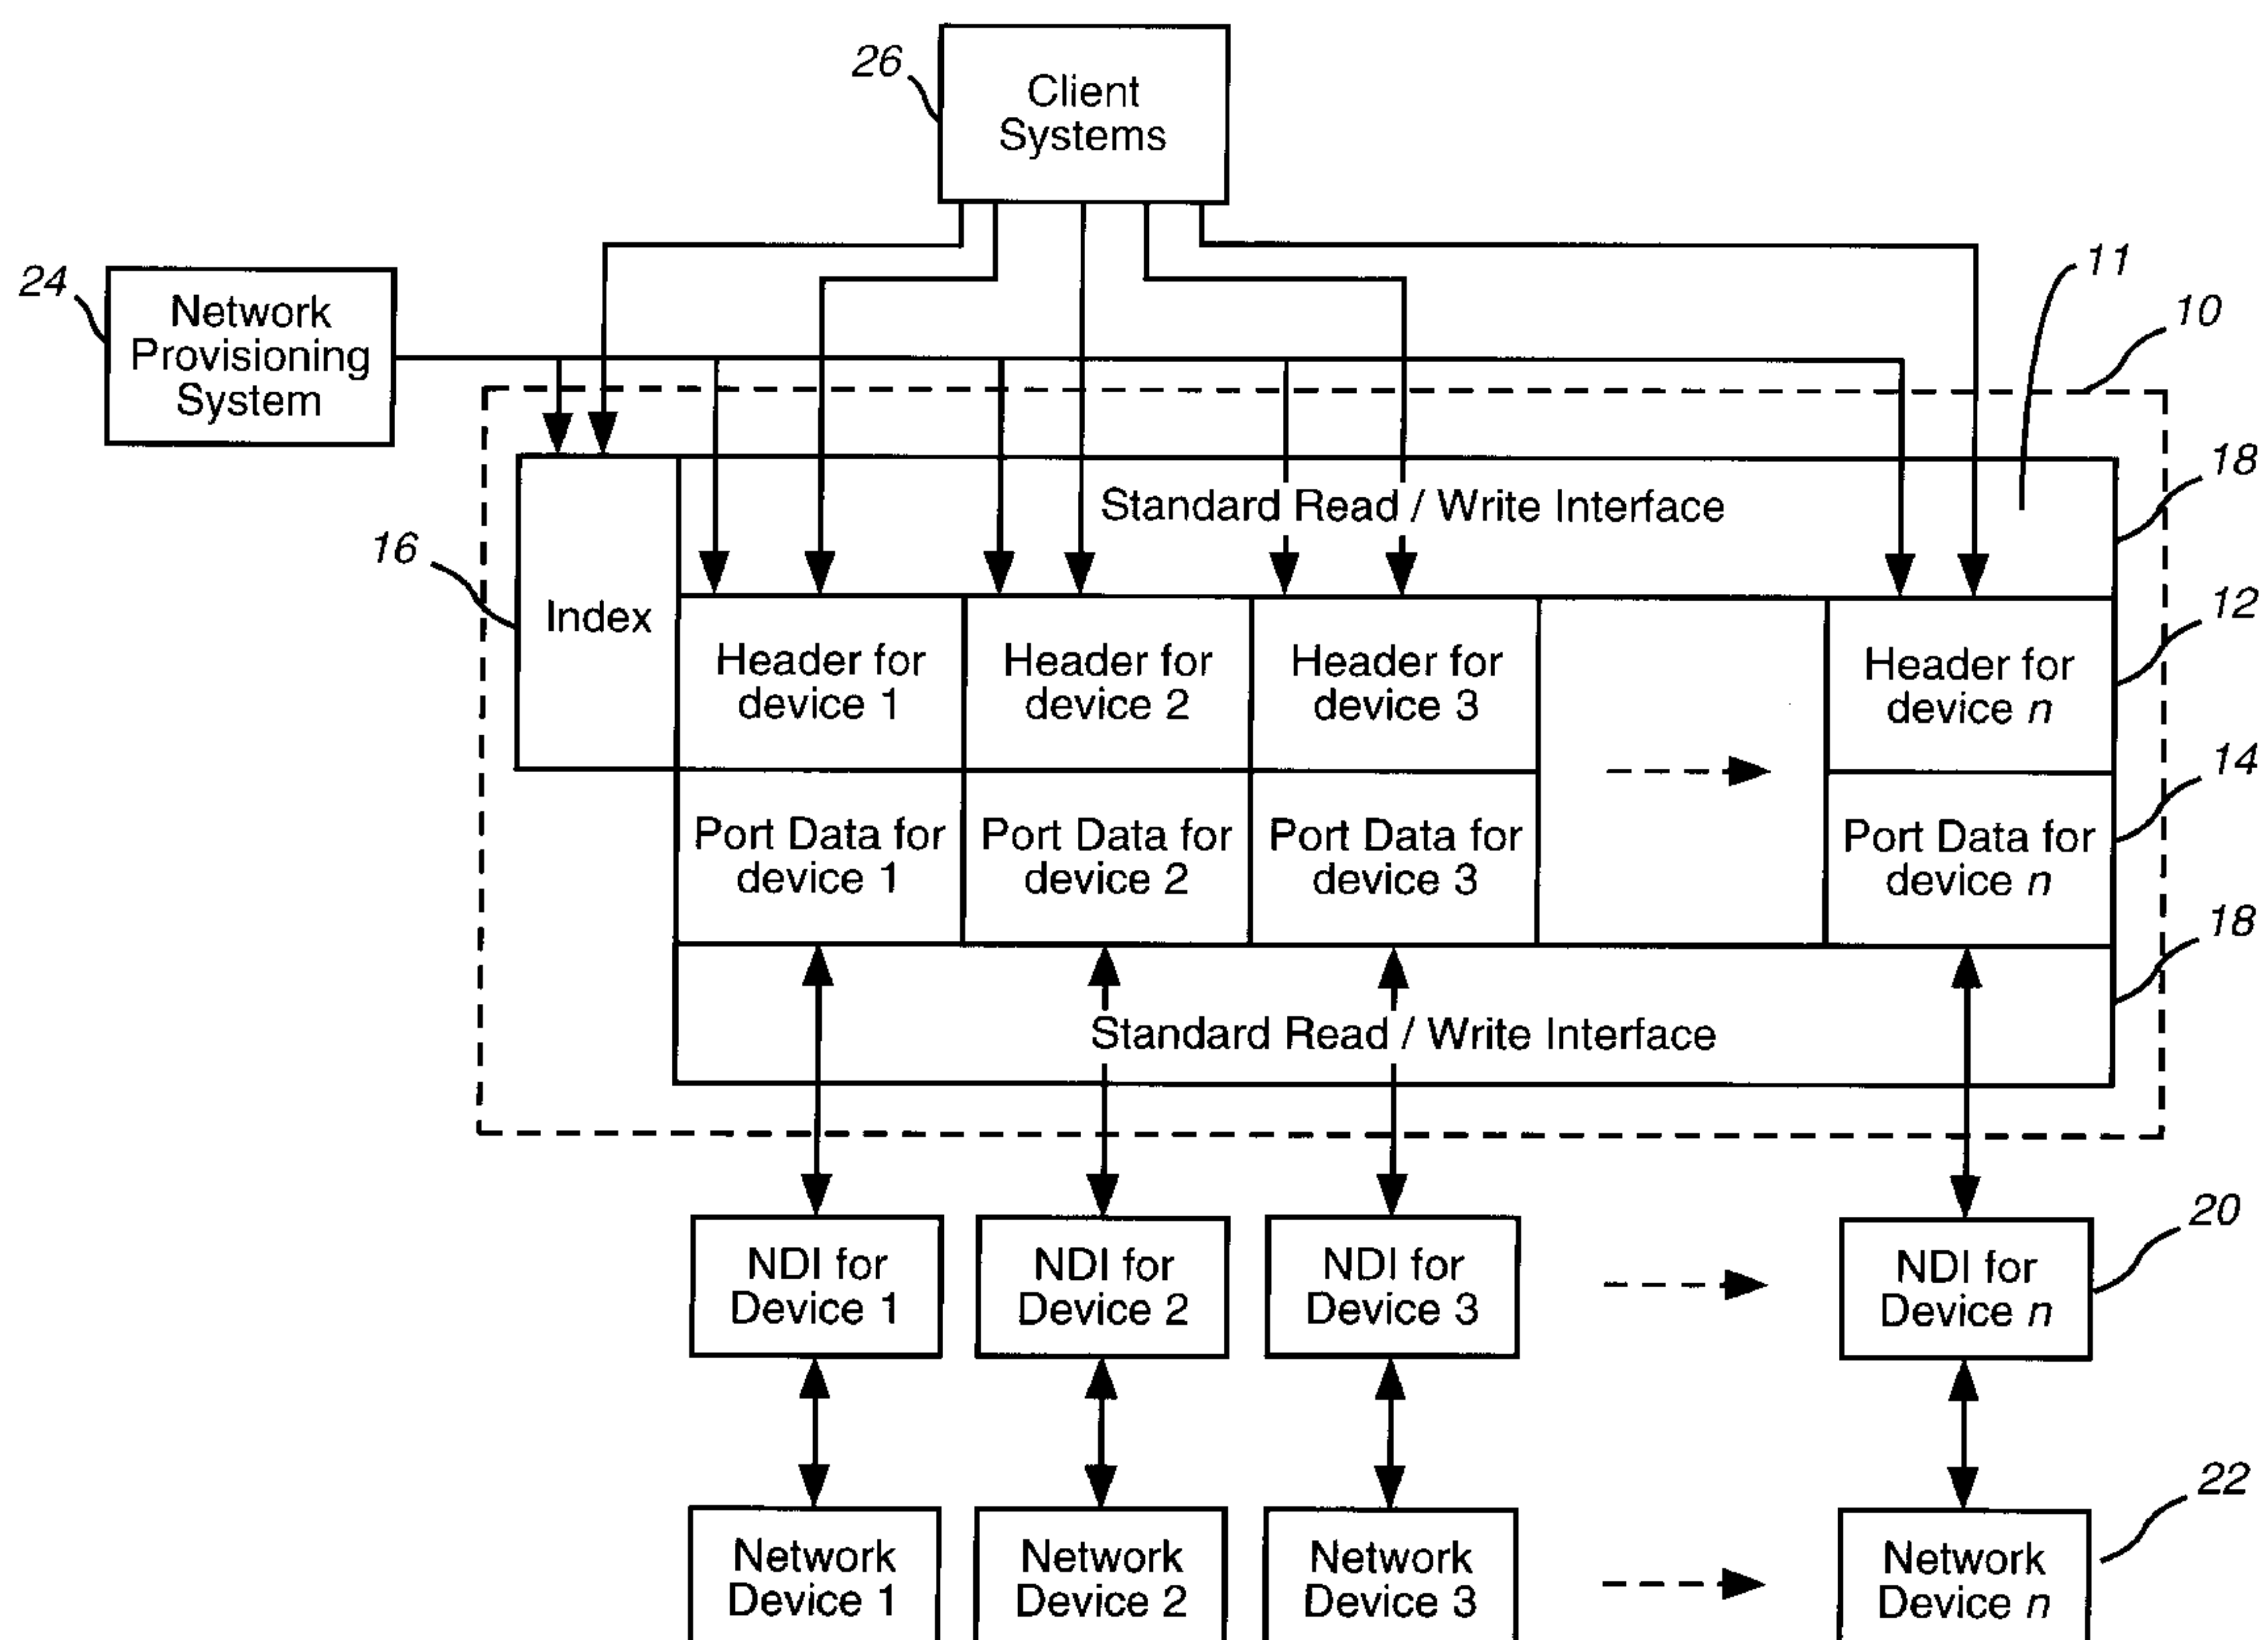 26
Client
Systems
24
Network
Provisioning
System
11
10
18
Standard Read / Write Interface
16
Index
12
Header for
device 1
Header for
device 2
Header for
device 3
Header for
device n
14
Port Data for
device 1
Port Data for
device 2
Port Data for
device 3
Port Data for
device n
18
Standard Read / Write Interface
20
NDI for
Device 1
NDI for
Device 2
NDI for
Device 3
NDI for
Device n
22
Network
Device 1
Network
Device 2
Network
Device 3
Network
Device n